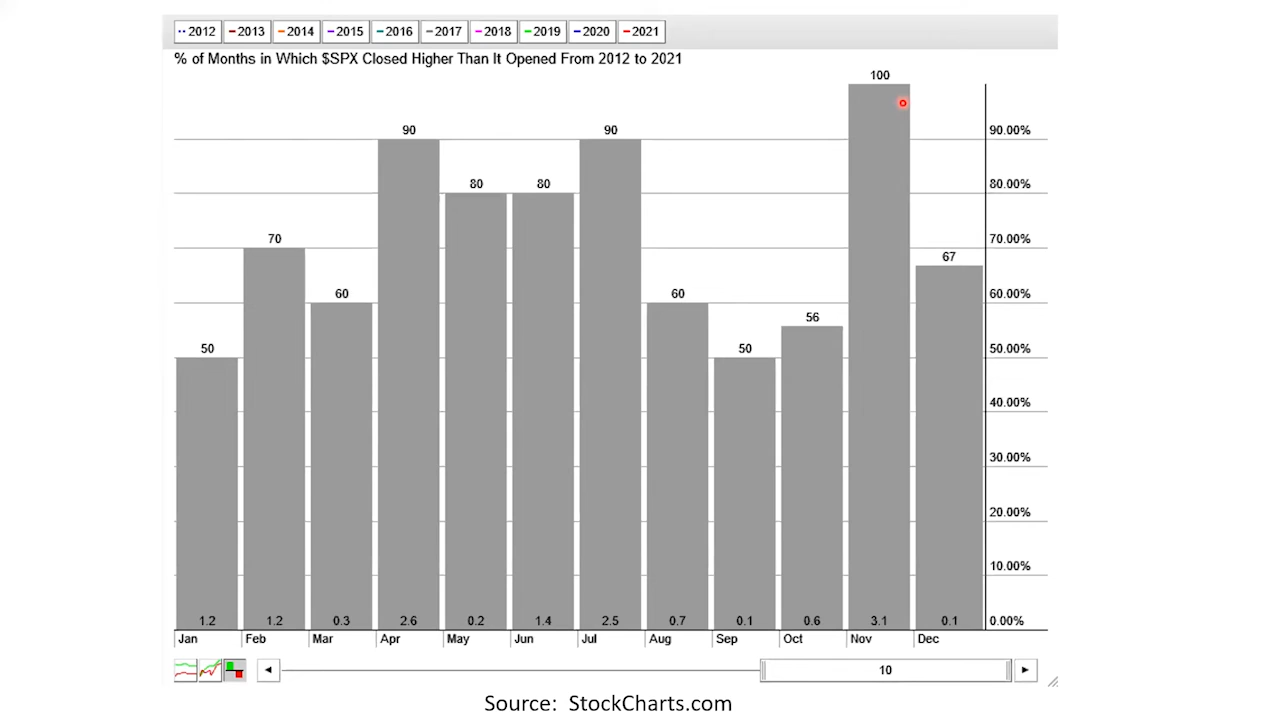 2012 2013 2014 2015 2016 2017 2018 2019 2020 2021
% of Months in Which $SPX Closed Higher Than It Opened From 2012 to 2021
100
90 90 90.00%
80 80 80.00%
70 70.00%
67
60 60 60.00%
56
50 50 50.00%
40.00%
30.00%
20.00%
10.00%
1.2 1.2 0.3 2.6 0.2 1.4 2.5 0.7 0.1 0.6 3.1 0.1 0.00%
Jan Feb Mar Apr May Jun Jul Aug Sep Oct Nov Dec
10
Source: StockCharts.com